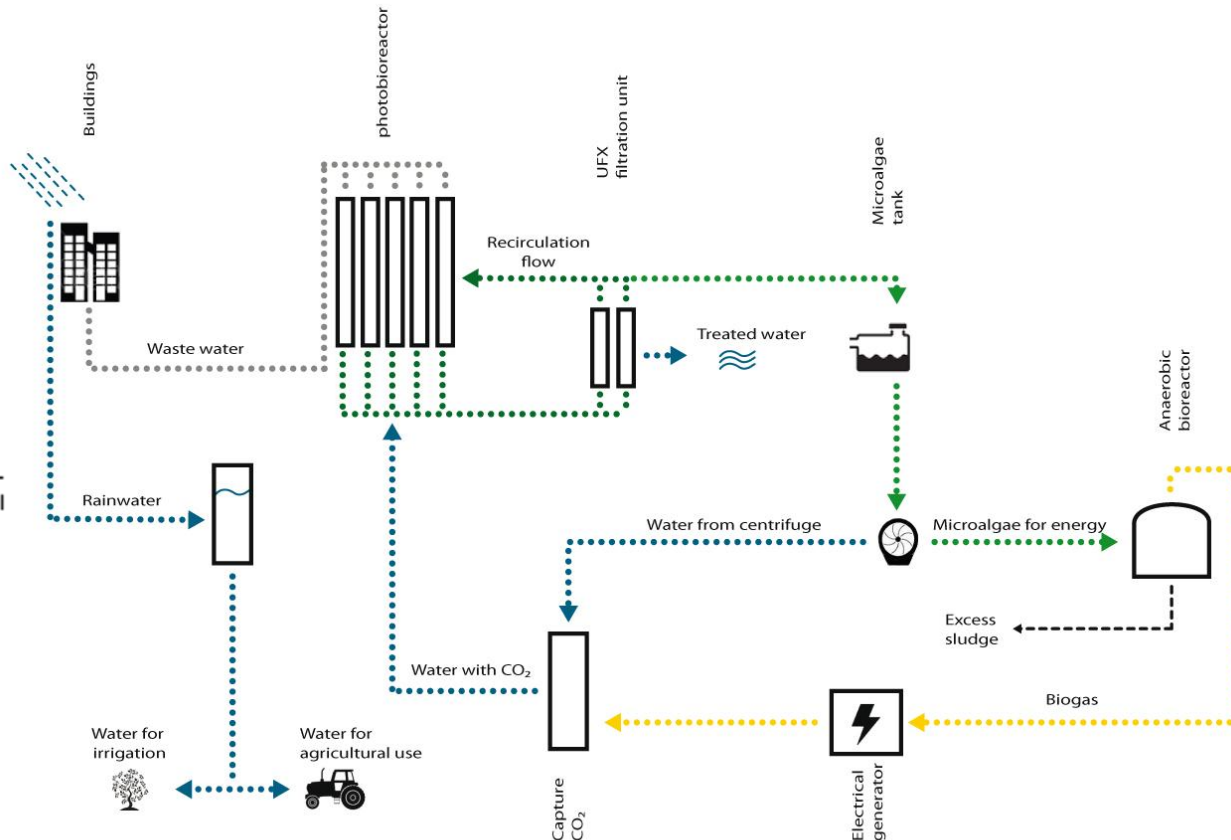 Buildings
photobioreactor
UFX
filtration unit
Microalgae
tank
Recirculation
flow
Treated water
Waste water
Anaerobic
bioreactor
Rainwater
Water from centrifuge
Microalgae for energy
Excess
sludge
Water with CO₂
Biogas
Water for
irrigation
Water for
agricultural use
Capture
CO₂
Electrical
generator